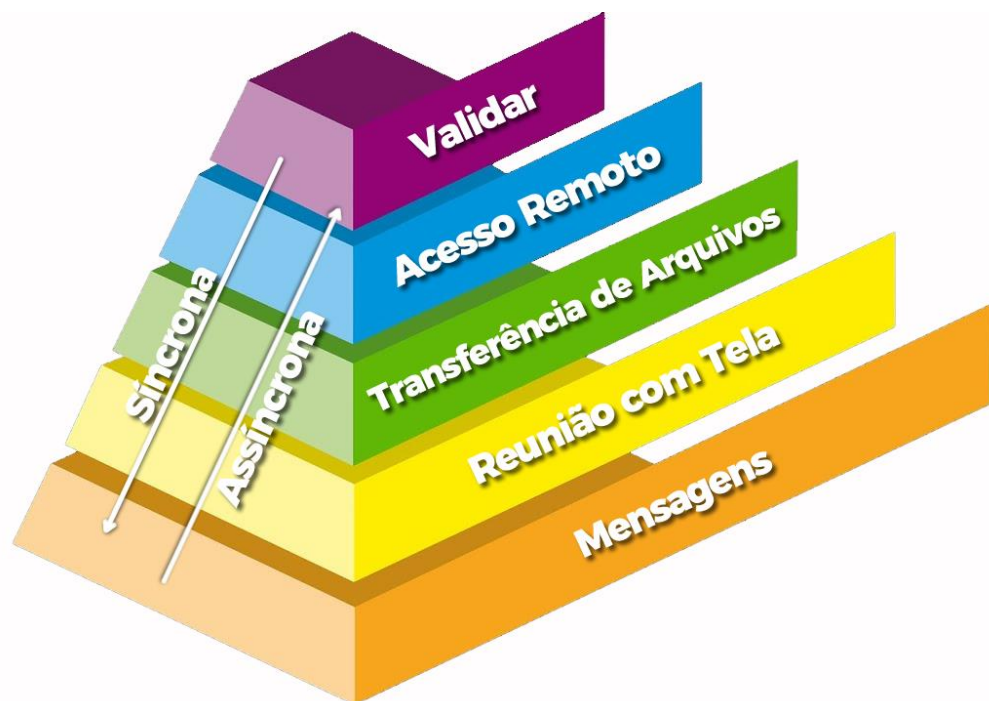 Validar
Acesso Remoto
Transferência de Arquivos
Reunião com Tela
Mensagens
Síncrona
Assíncrona